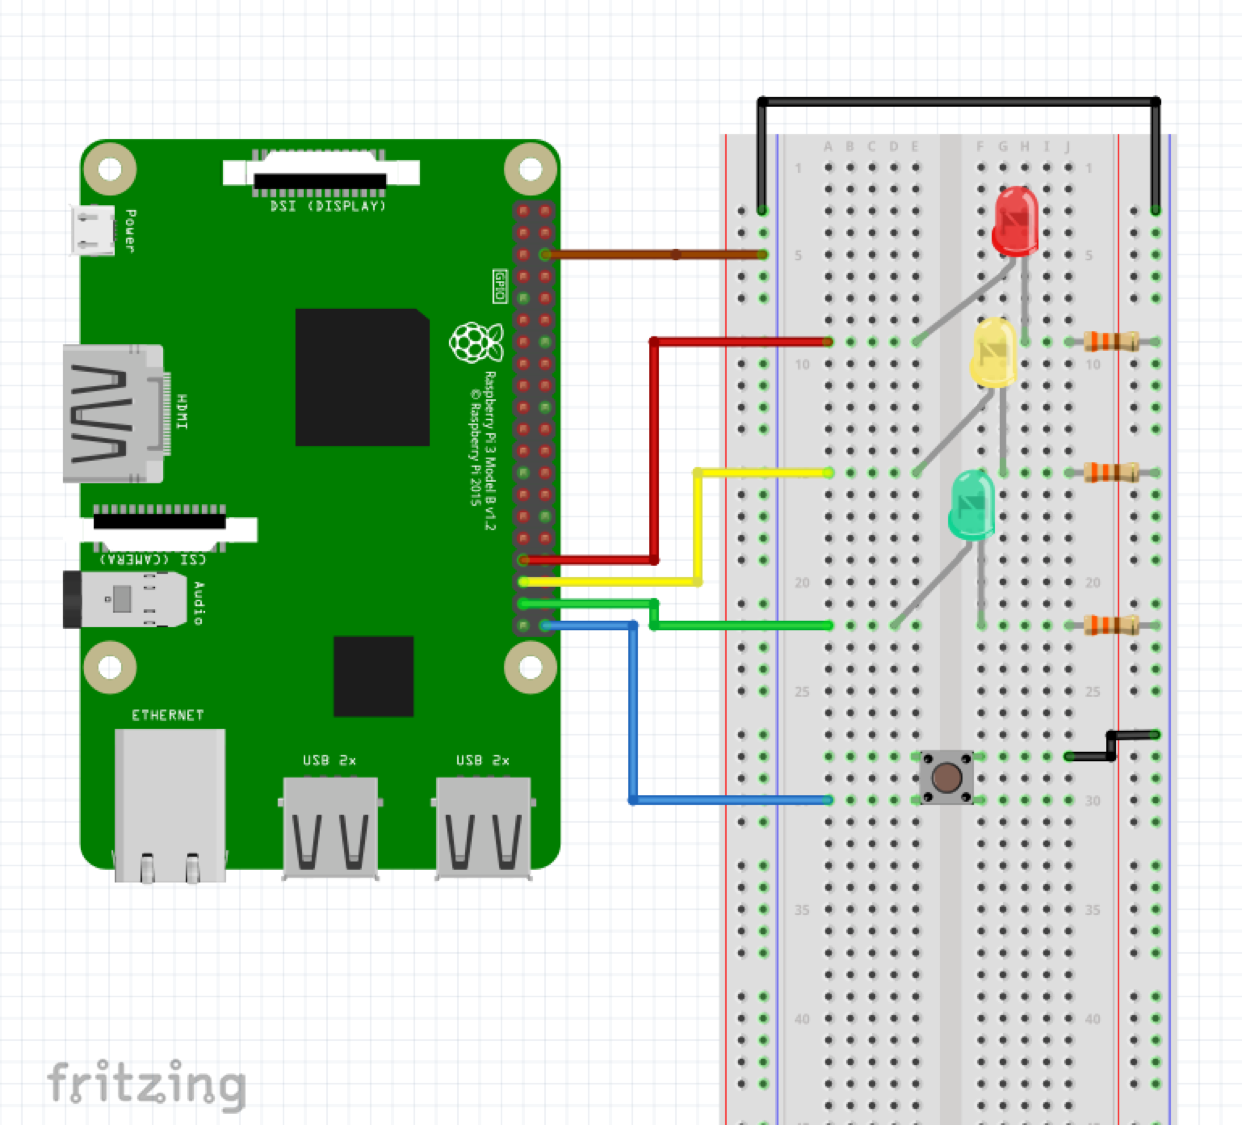 DSI (DISPLAY)
Power
GPIO
HDMI
Raspberry Pi 3 Model B v1.2
© Raspberry Pi 2015
CSI (CAMERA)
Audio
ETHERNET
USB 2x
USB 2x
A B C D E F G H I J
1 1
5 5
10 10
20 20
25 25
30
35 35
40 40
fritzing